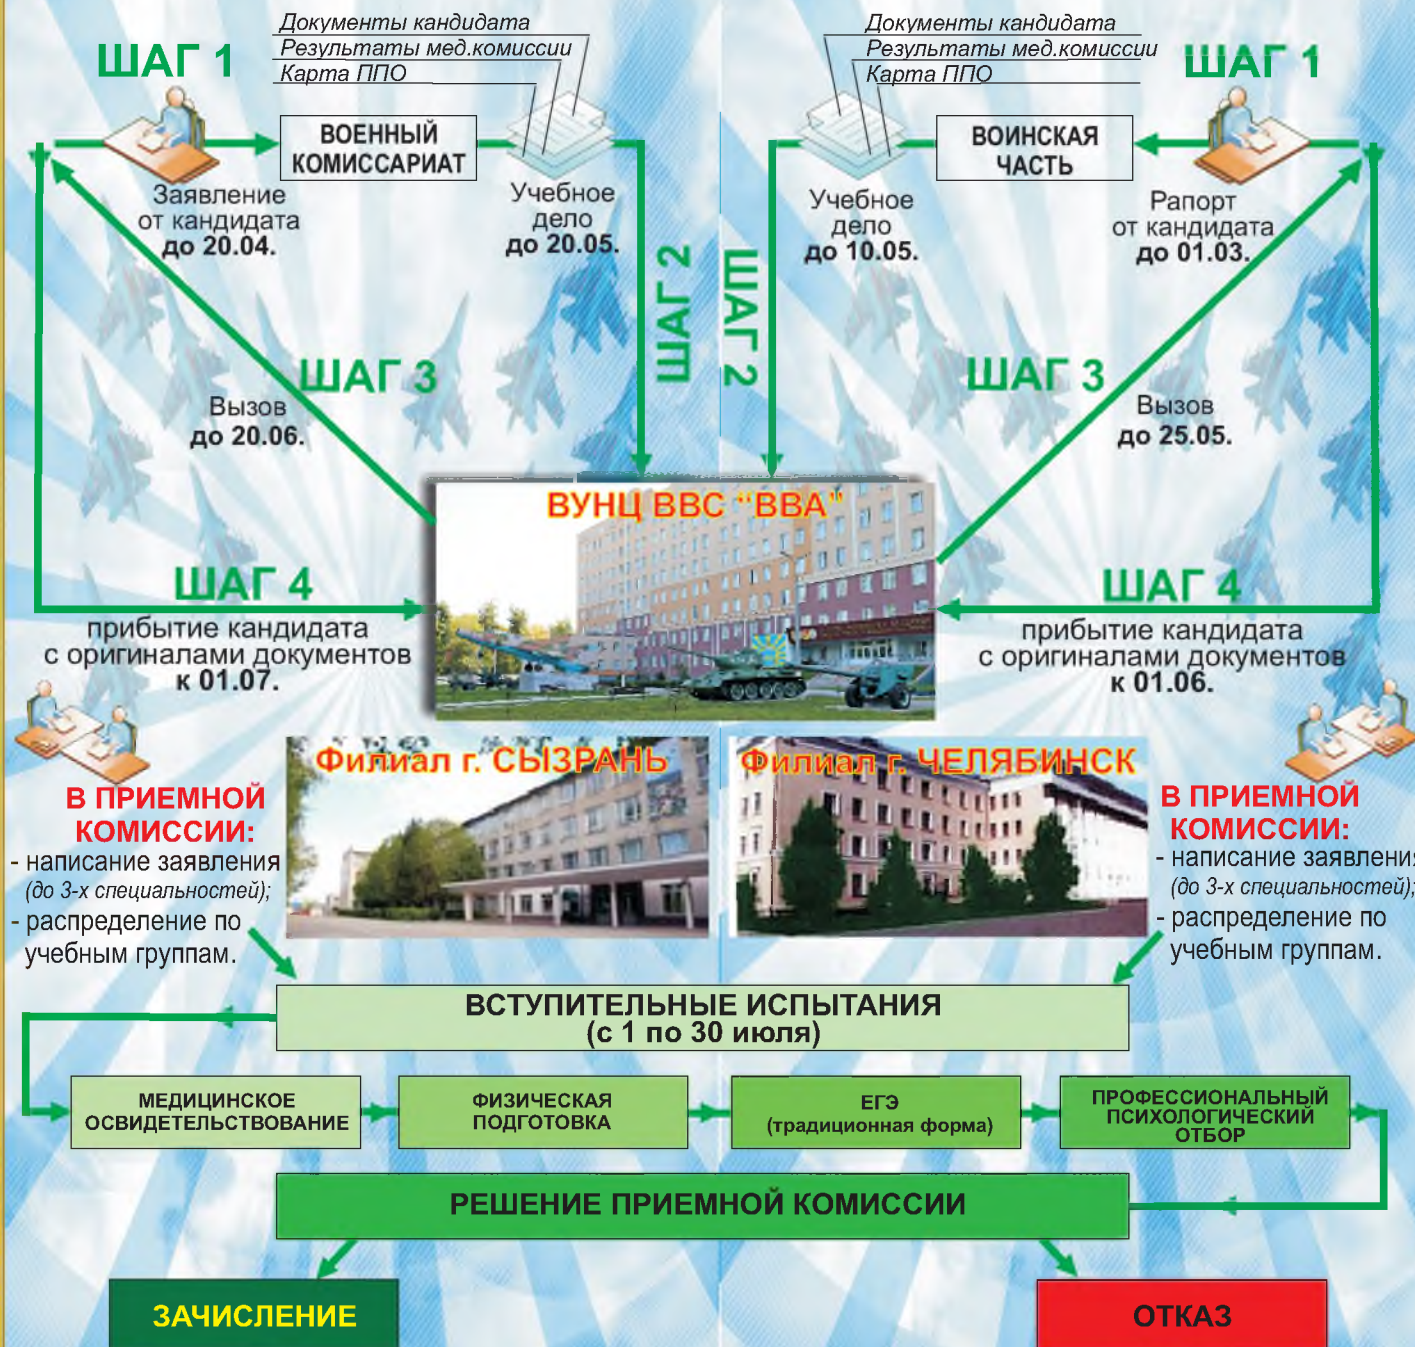 ШАГ 1
Документы кандидата
Результаты мед.комиссии
Карта ППО
ВОЕННЫЙ
КОМИССАРИАТ
Заявление
от кандидата
до 20.04.
Учебное
дело
до 20.05.
ШАГ 2
ШАГ 3
Вызов
до 20.06.
ШАГ 4
прибытие кандидата
с оригиналами документов
к 01.07.
Документы кандидата
Результаты мед.комиссии
Карта ППО
ШАГ 1
ВОИНСКАЯ
ЧАСТЬ
Учебное
дело
до 10.05.
Рапорт
от кандидата
до 01.03.
ШАГ 2
ШАГ 3
Вызов
до 25.05.
ШАГ 4
прибытие кандидата
с оригиналами документов
к 01.06.
ВУНЦ ВВС “ВВА”
Филиал г. СЫЗРАНЬ
Филиал г. ЧЕЛЯБИНСК
В ПРИЕМНОЙ
КОМИССИИ:
- написание заявления
(до 3-х специальностей);
- распределение по
учебным группам.
В ПРИЕМНОЙ
КОМИССИИ:
- написание заявления
(до 3-х специальностей);
- распределение по
учебным группам.
ВСТУПИТЕЛЬНЫЕ ИСПЫТАНИЯ
(с 1 по 30 июля)
МЕДИЦИНСКОЕ
ОСВИДЕТЕЛЬСТВОВАНИЕ
ФИЗИЧЕСКАЯ
ПОДГОТОВКА
ЕГЭ
(традиционная форма)
ПРОФЕССИОНАЛЬНЫЙ
ПСИХОЛОГИЧЕСКИЙ
ОТБОР
РЕШЕНИЕ ПРИЕМНОЙ КОМИССИИ
ЗАЧИСЛЕНИЕ
ОТКАЗ